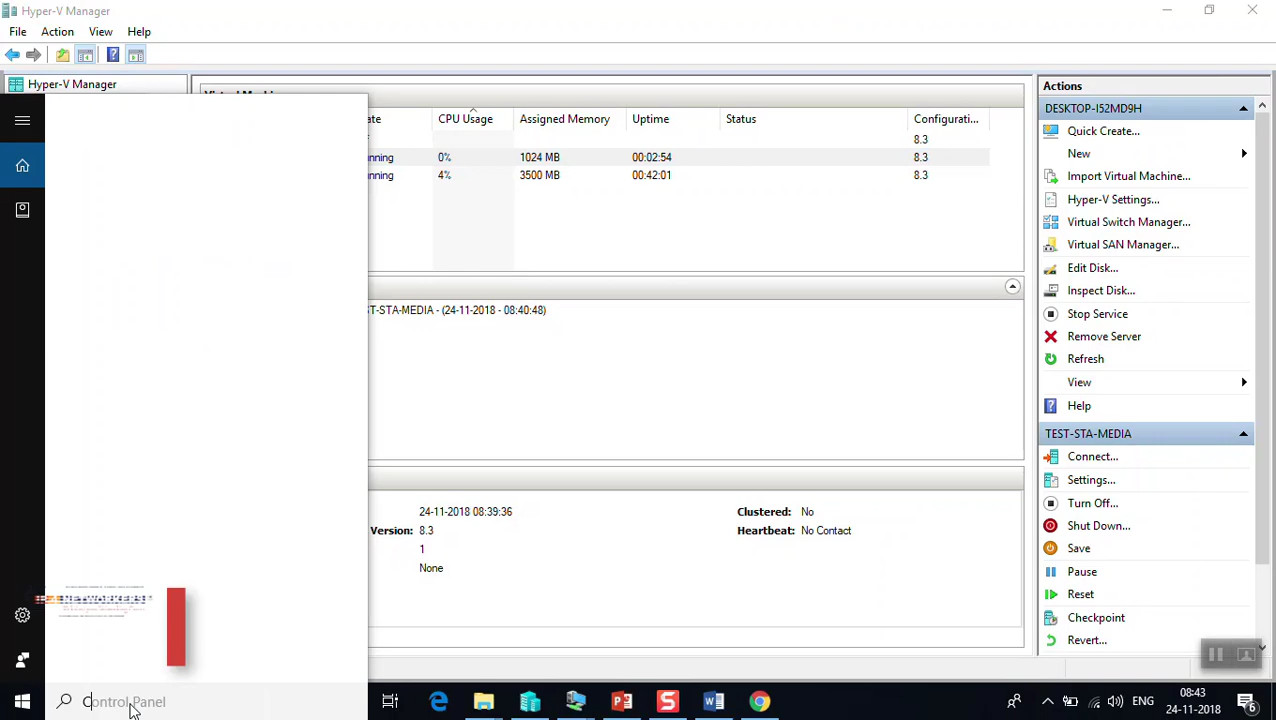 Hyper-V Manager
File Action View Help
Hyper-V Manager
CPU Usage Assigned Memory Uptime Status Configurati...
8.3
nning 0% 1024 MB 00:02:54 8.3
nning 4% 3500 MB 00:42:01 8.3
T-STA-MEDIA - (24-11-2018 - 08:40:48)
24-11-2018 08:39:36 Clustered: No
Version: 8.3 Heartbeat: No Contact
1
None
Actions
DESKTOP-I52MD9H
Quick Create...
New
Import Virtual Machine...
Hyper-V Settings...
Virtual Switch Manager...
Virtual SAN Manager...
Edit Disk...
Inspect Disk...
Stop Service
Remove Server
Refresh
View
Help
TEST-STA-MEDIA
Connect...
Settings...
Turn Off...
Shut Down...
Save
Pause
Reset
Checkpoint
Revert...
Control Panel
ENG
08:43
24-11-2018
6